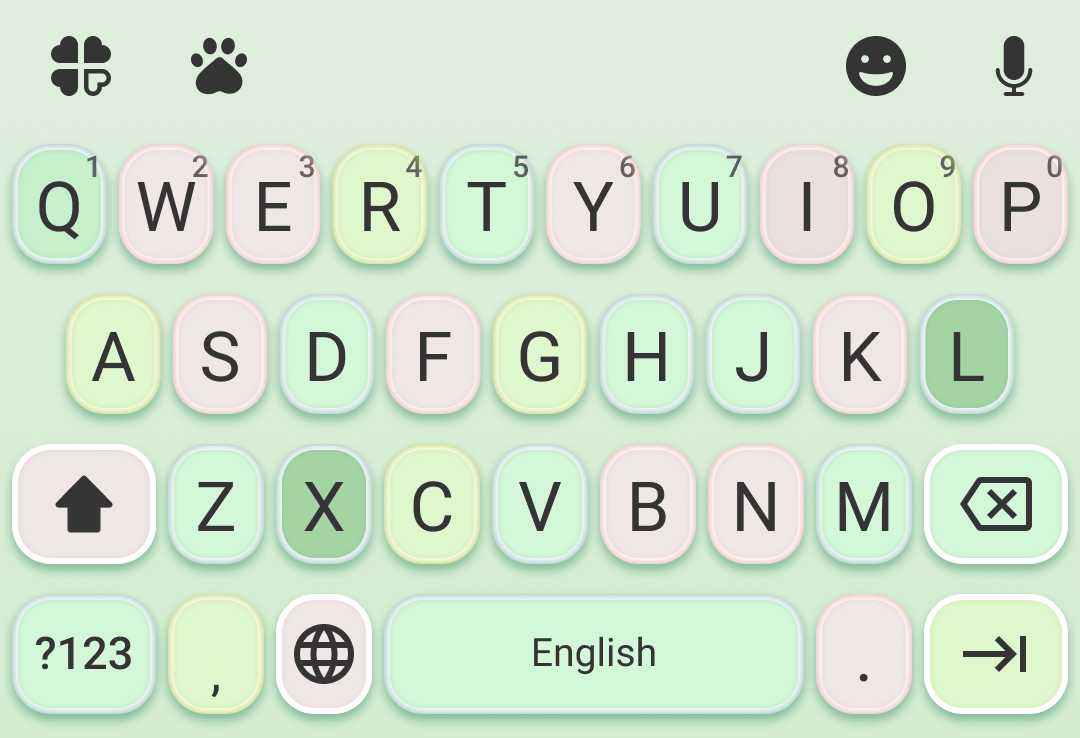 1 2 3 4 5 6 7 8 9 0
Q W E R T Y U I O P
A S D F G H J K L
Z X C V B N M
?123 , English .